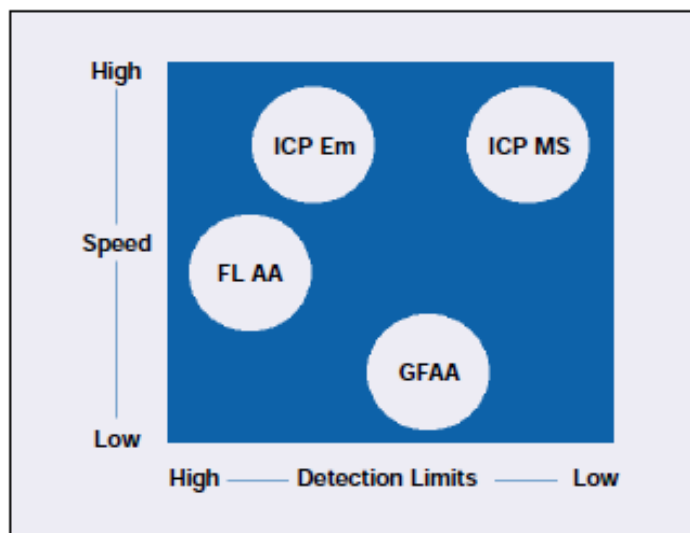 High
ICP Em
ICP MS
Speed
FL AA
GFAA
Low
High
Detection Limits
Low